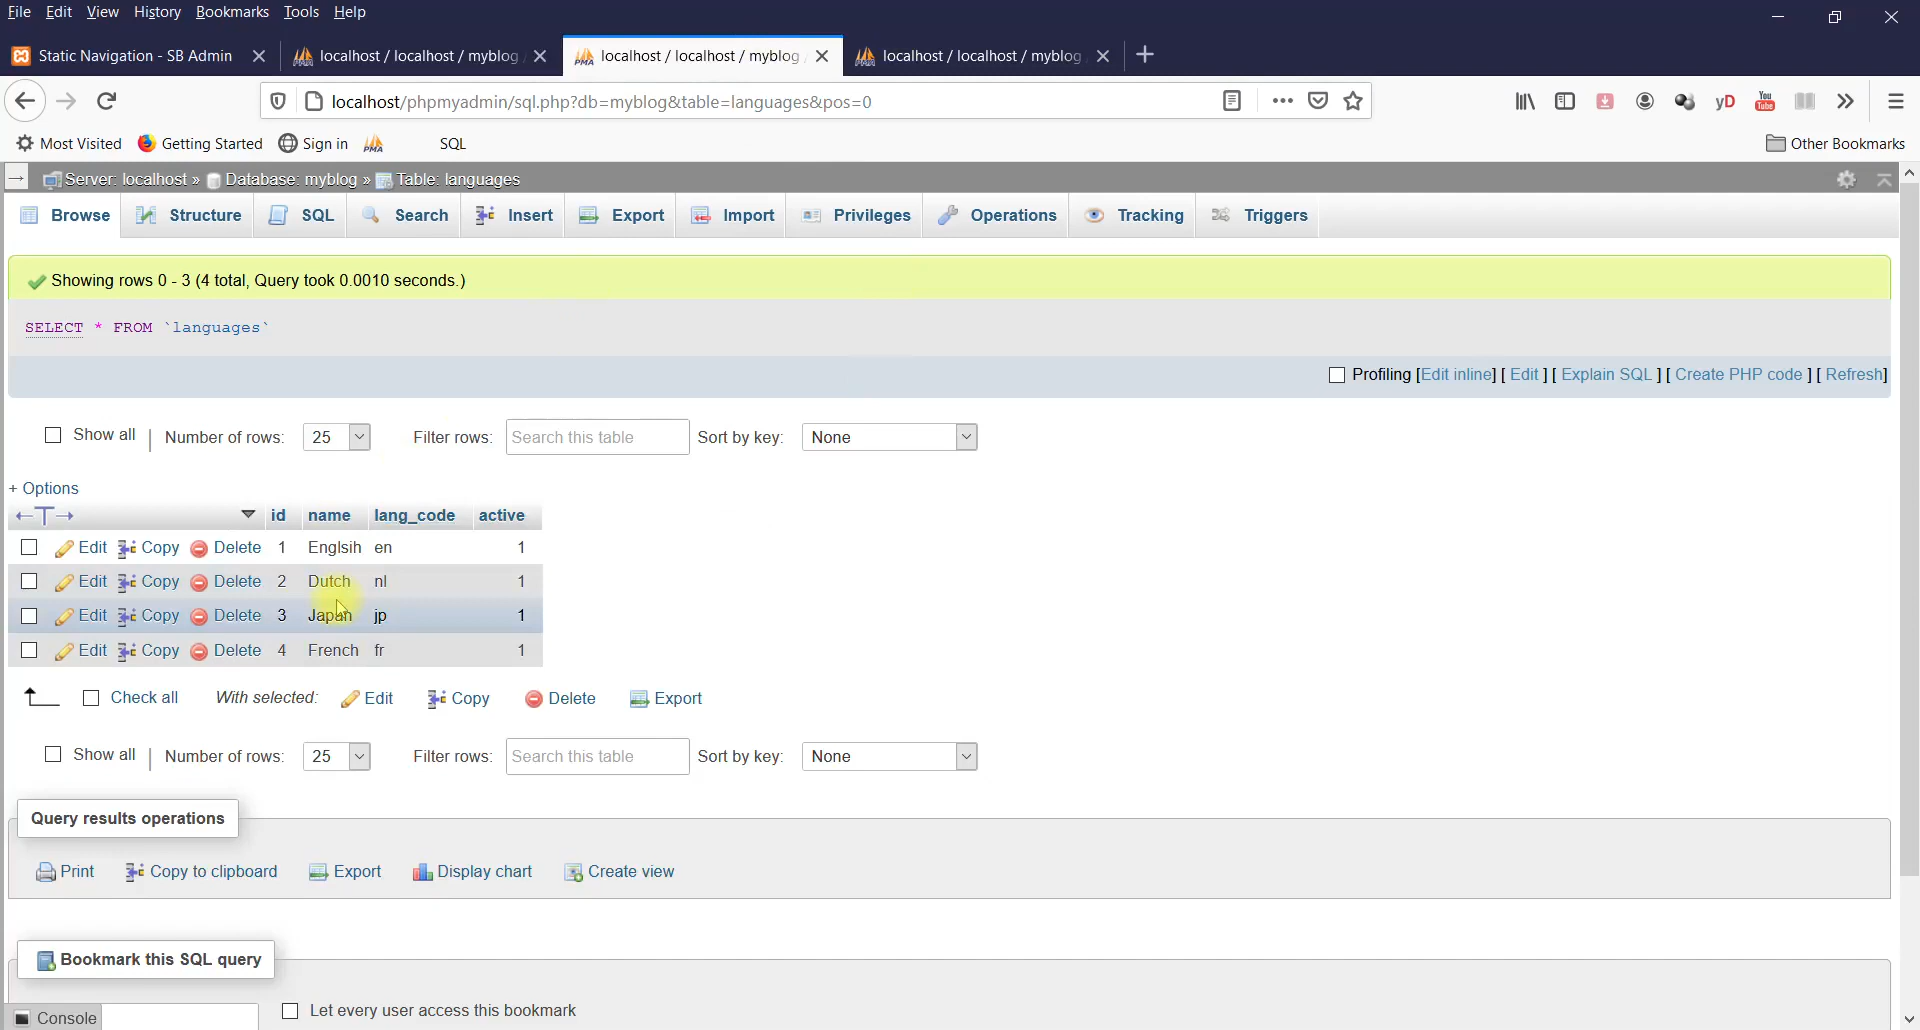 File Edit View History Bookmarks Tools Help
Static Navigation - SB Admin localhost / localhost / myblog localhost / localhost / myblog localhost / localhost / myblog
localhost/phpmyadmin/sql.php?db=myblog&table=languages&pos=0
yD You Tube
Most Visited Getting Started Sign in PMA SQL Other Bookmarks
Server: localhost » Database: myblog » Table: languages
Browse Structure SQL Search Insert Export Import Privileges Operations Tracking Triggers
Showing rows 0 - 3 (4 total, Query took 0.0010 seconds.)
SELECT * FROM `languages`
Profiling [Edit inline] [ Edit ] [ Explain SQL ] [ Create PHP code ] [ Refresh]
Show all | Number of rows: 25 Filter rows: Search this table Sort by key: None
+ Options
←T→ id name lang_code active
Edit Copy Delete 1 Englsih en 1
Edit Copy Delete 2 Dutch nl 1
Edit Copy Delete 3 Japan jp 1
Edit Copy Delete 4 French fr 1
Check all With selected: Edit Copy Delete Export
Show all | Number of rows: 25 Filter rows: Search this table Sort by key: None
Query results operations
Print Copy to clipboard Export Display chart Create view
Bookmark this SQL query
Console Let every user access this bookmark